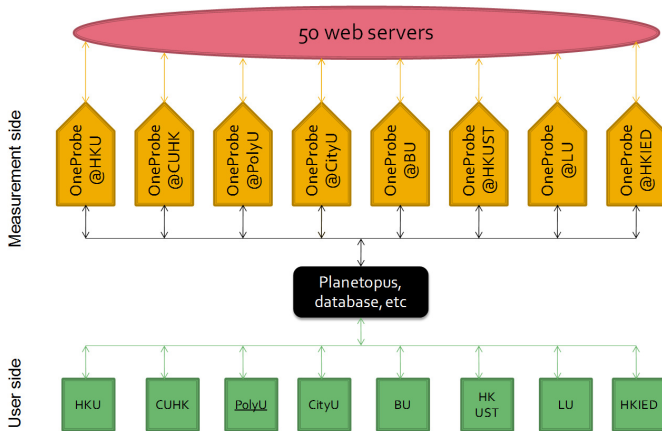 50 web servers
Measurement side
OneProbe
@HKU
OneProbe
@CUHK
OneProbe
@PolyU
OneProbe
@CityU
OneProbe
@BU
OneProbe
@HKUST
OneProbe
@LU
OneProbe
@HKIED
Planetopus,
database, etc
User side
HKU
CUHK
PolyU
CityU
BU
HK
UST
LU
HKIED